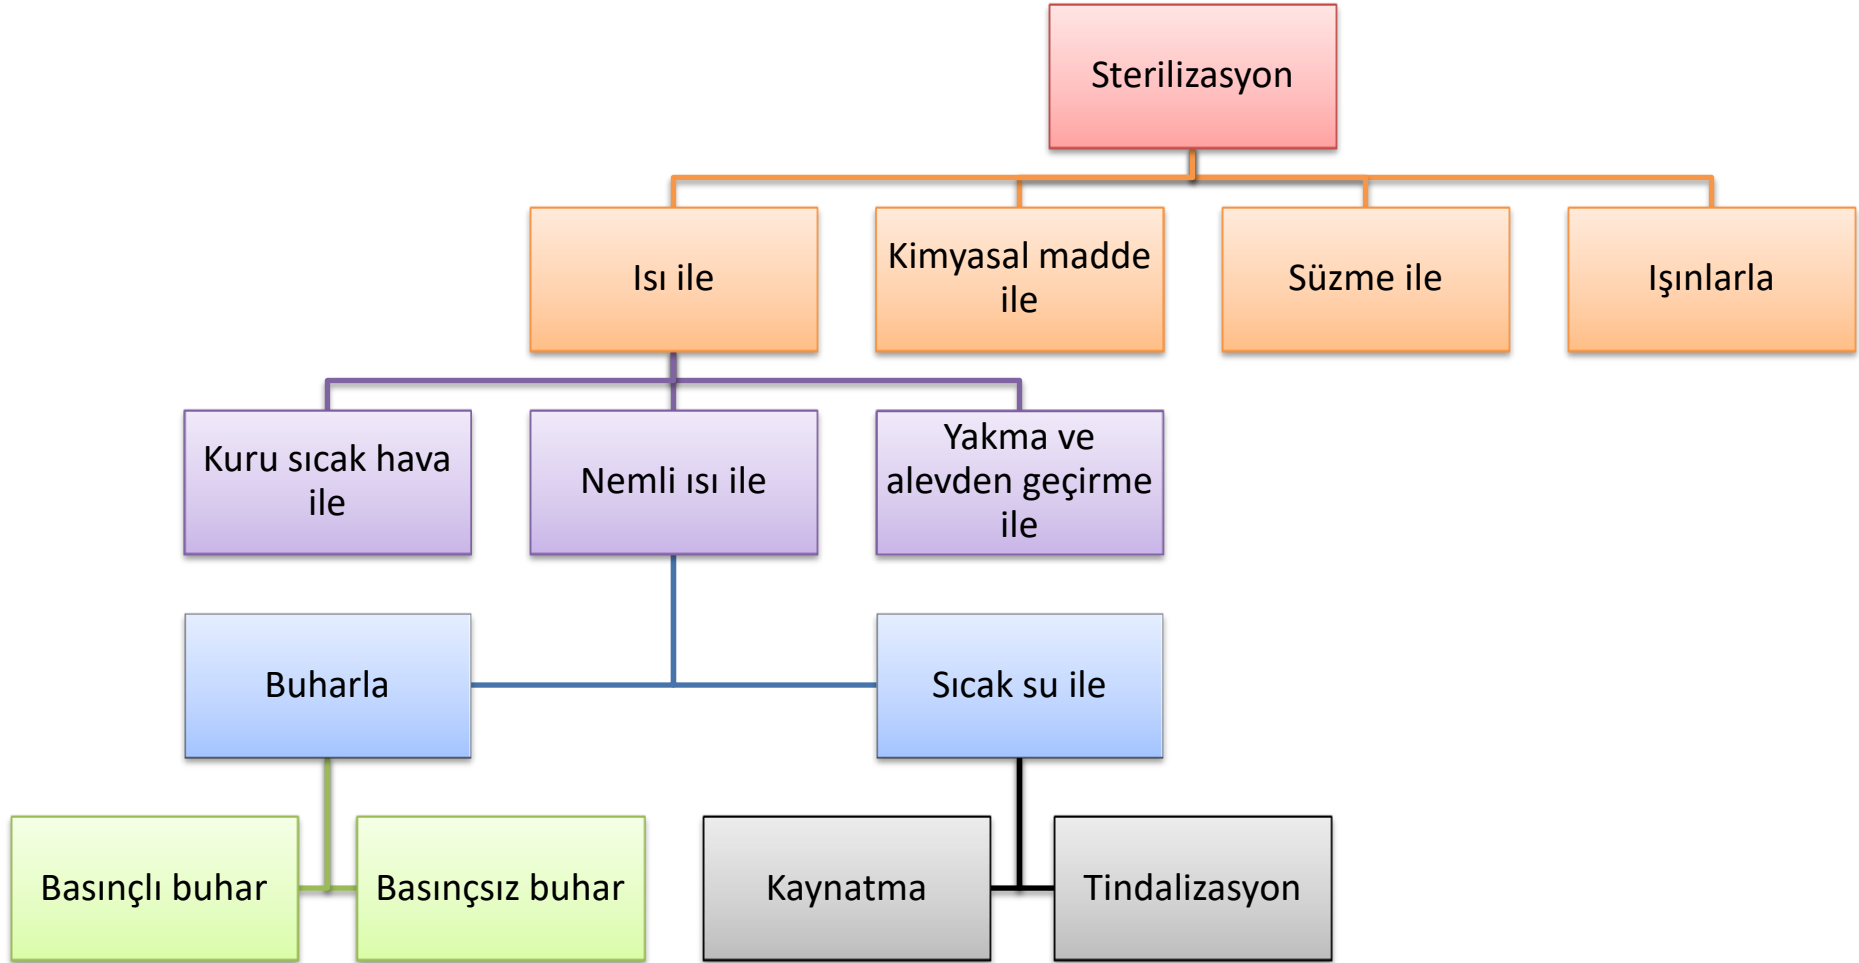 Sterilizasyon
Isı ile
Kimyasal madde
ile
Süzme ile
Işınlarla
Kuru sıcak hava
ile
Nemli ısı ile
Yakma ve
alevden geçirme
ile
Buharla
Sıcak su ile
Basınçlı buhar
Basınçsız buhar
Kaynatma
Tindalizasyon